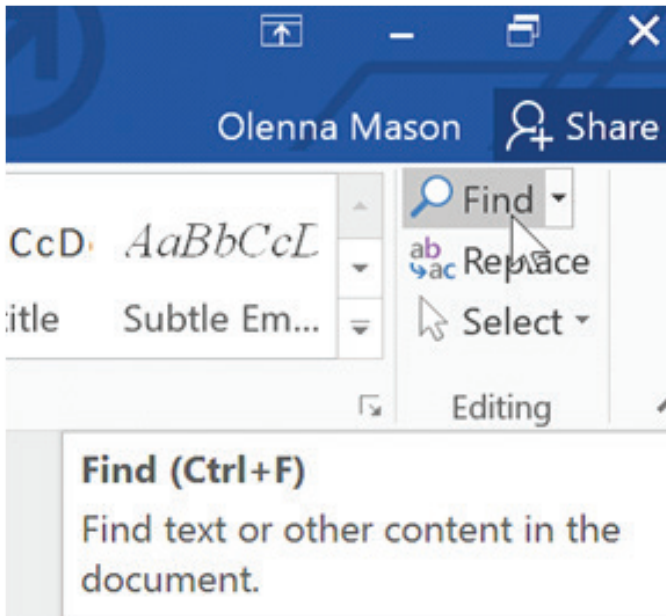 Olenna Mason Share
Find
CcD AaBbCcL
Replace
itle Subtle Em... Select
Editing
Find (Ctrl+F)
Find text or other content in the
document.